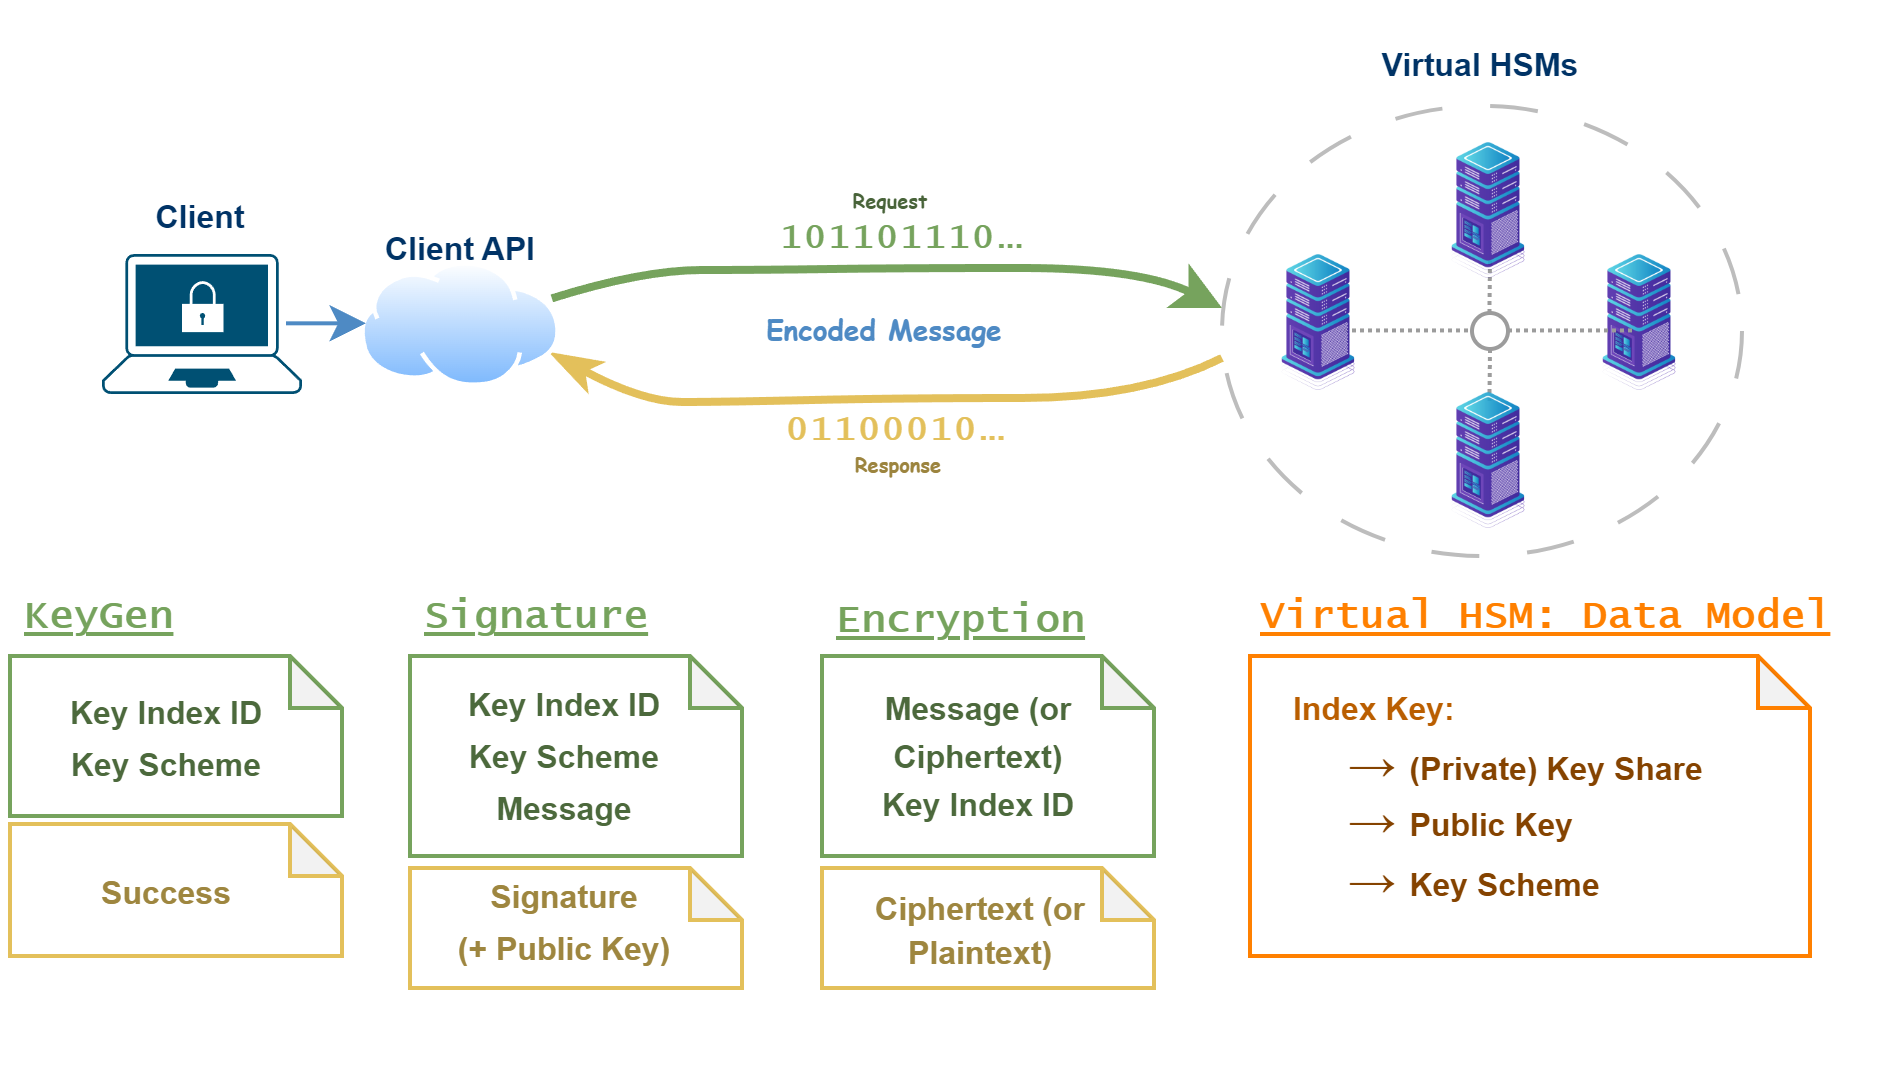 Virtual HSMs
Client
Client API
Request
101101110...
Encoded Message
01100010...
Response
KeyGen
Key Index ID
Key Scheme
Success
Signature
Key Index ID
Key Scheme
Message
Signature
(+ Public Key)
Encryption
Message (or
Ciphertext)
Key Index ID
Ciphertext (or
Plaintext)
Virtual HSM: Data Model
Index Key:
→ (Private) Key Share
→ Public Key
→ Key Scheme